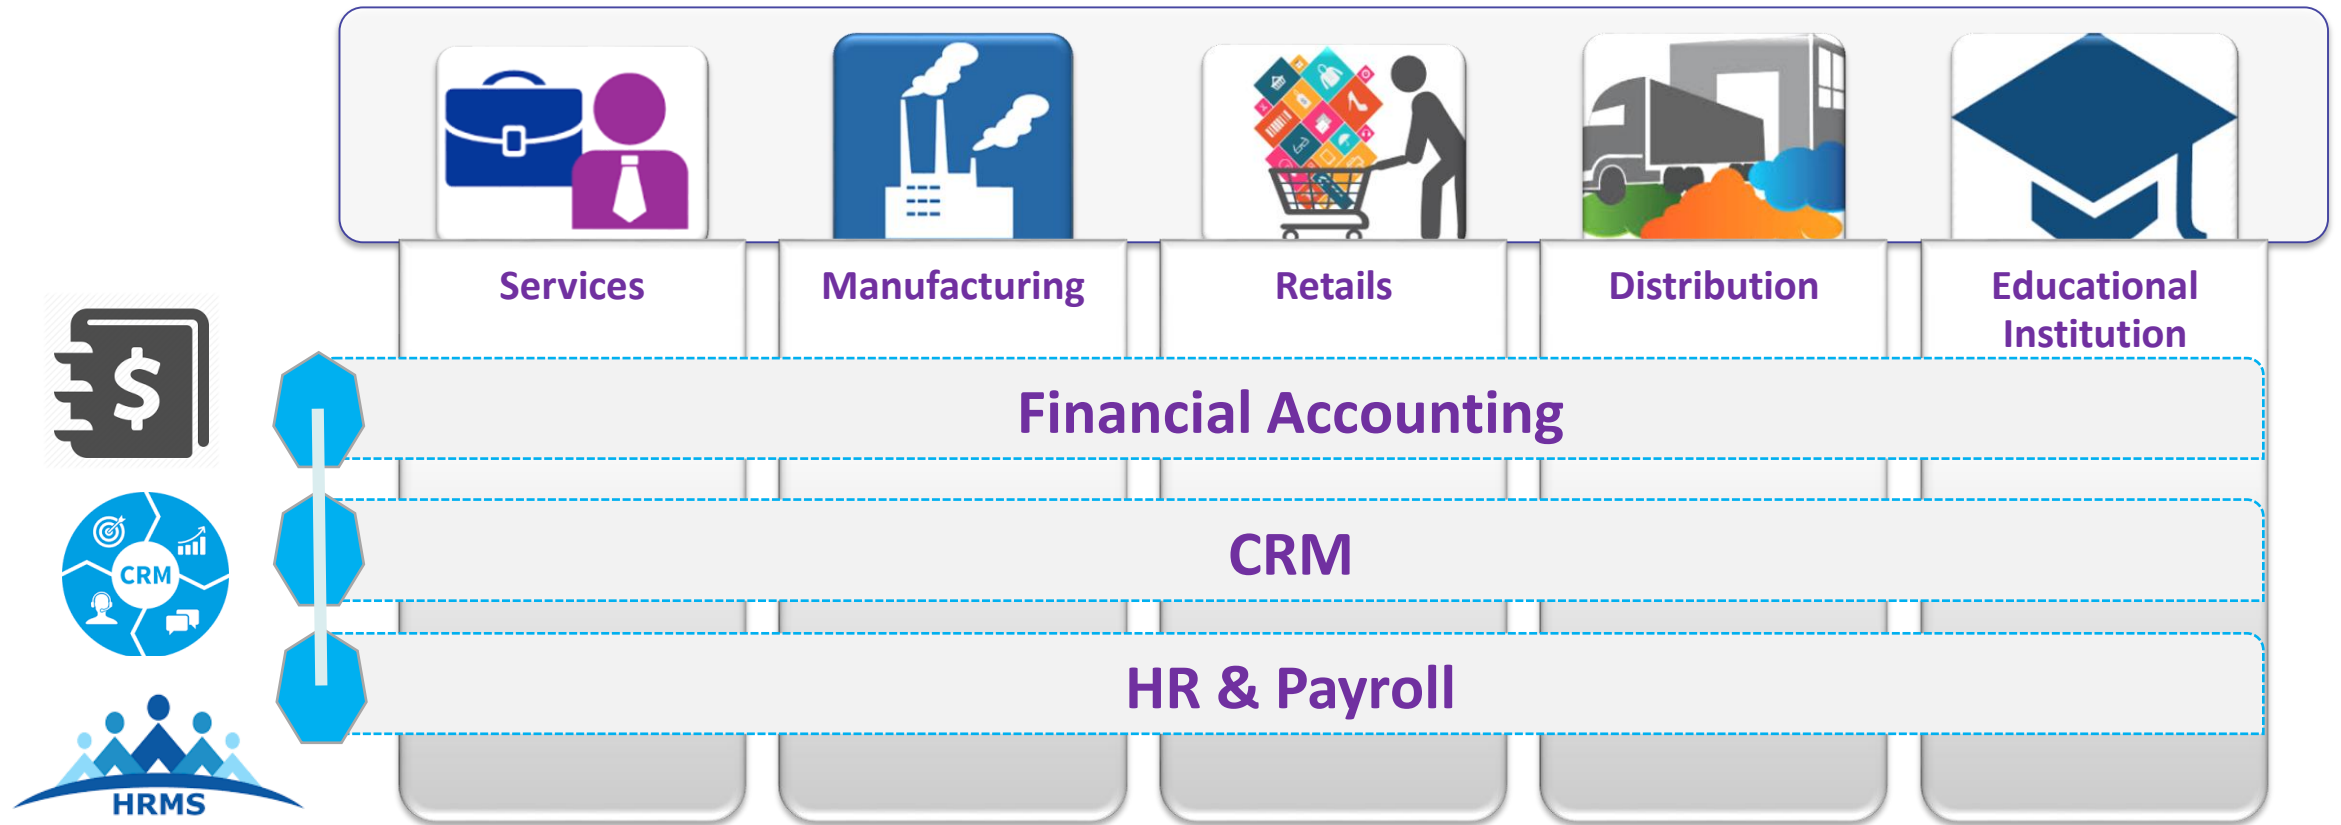 Services
Manufacturing
Retails
Distribution
Educational
Institution
$
Financial Accounting
CRM
CRM
HR & Payroll
HRMS